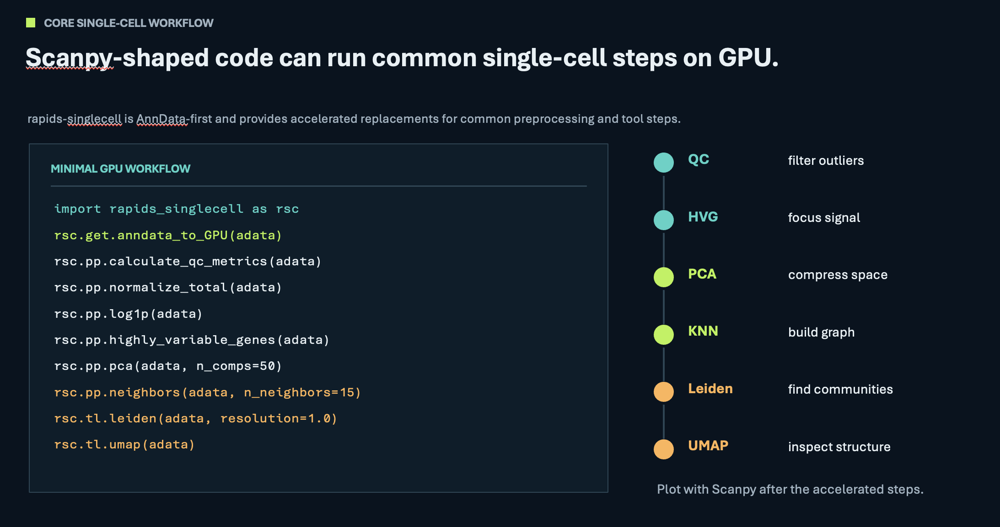 CORE SINGLE-CELL WORKFLOW
Scanpy-shaped code can run common single-cell steps on GPU.
rapids-singlecell is AnnData-first and provides accelerated replacements for common preprocessing and tool steps.
MINIMAL GPU WORKFLOW
import rapids_singlecell as rsc
rsc.get.anndata_to_GPU(adata)
rsc.pp.calculate_qc_metrics(adata)
rsc.pp.normalize_total(adata)
rsc.pp.log1p(adata)
rsc.pp.highly_variable_genes(adata)
rsc.pp.pca(adata, n_comps=50)
rsc.pp.neighbors(adata, n_neighbors=15)
rsc.tl.leiden(adata, resolution=1.0)
rsc.tl.umap(adata)
QC filter outliers
HVG focus signal
PCA compress space
KNN build graph
Leiden find communities
UMAP inspect structure
Plot with Scanpy after the accelerated steps.